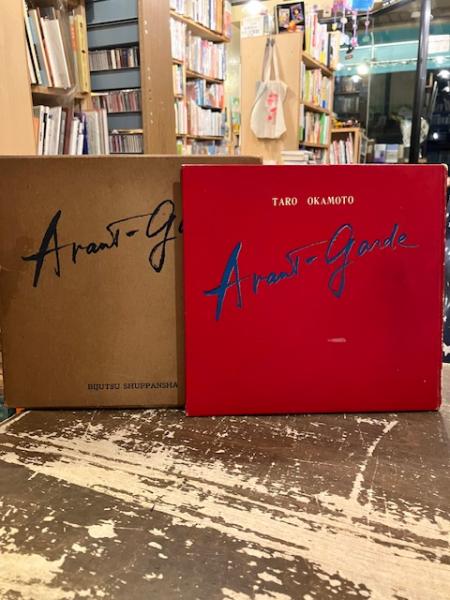 Avant-Ga
BIJUTSU SHUPPANSHA
TARO OKAMOTO
Avant-Garde